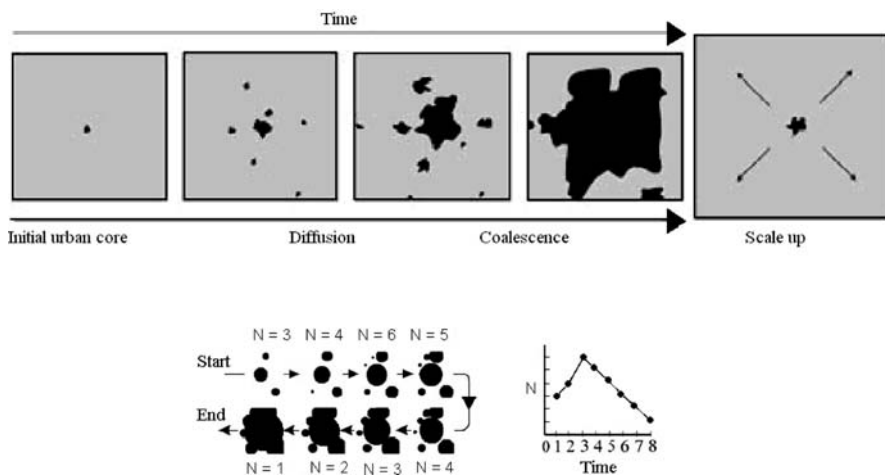 Time
Initial urban core Diffusion Coalescence Scale up
N = 3 N = 4 N = 6 N = 5
Start
End
N = 1 N = 2 N = 3 N = 4
N
0 1 2 3 4 5 6 7 8
Time